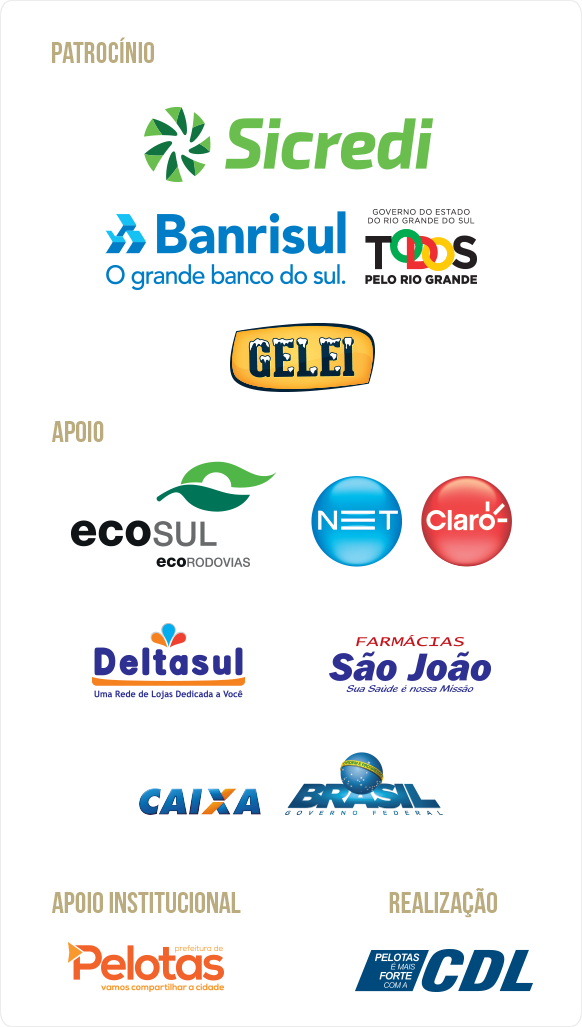 PATROCÍNIO
Sicredi
Banrisul
O grande banco do sul.
GOVERNO DO ESTADO
DO RIO GRANDE DO SUL
TODOS
PELO RIO GRANDE
GELEI
APOIO
ecoSUL
ecoRODOVIAS
NET
Claro
Deltasul
Uma Rede de Lojas Dedicada a Você
FARMÁCIAS
São João
Sua Saúde é nossa Missão
CAIXA
BRASIL
GOVERNO FEDERAL
APOIO INSTITUCIONAL
prefeitura de
Pelotas
vamos compartilhar a cidade
REALIZAÇÃO
PELOTAS
É MAIS
FORTE
COM A
CDL